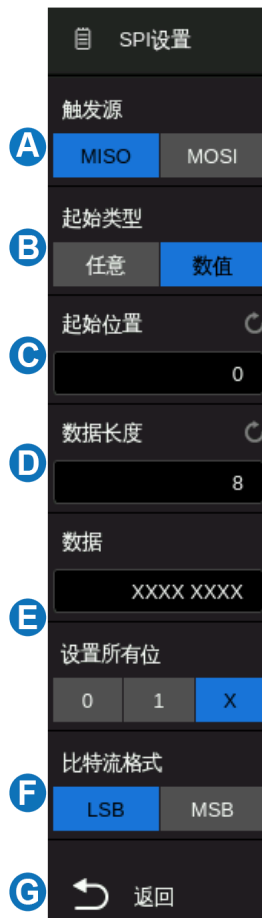 SPI设置
触发源
A
MISO MOSI
起始类型
B
任意 数值
起始位置
C
0
数据长度
D
8
数据
XXXX XXXX
E
设置所有位
0 1 X
比特流格式
F
LSB MSB
G
返回